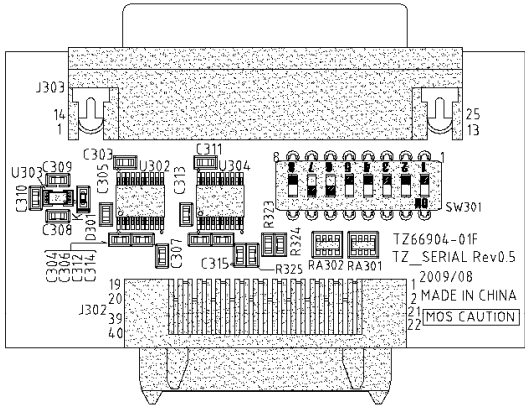 J303
14
1
25
13
C309
U303
C310
C308
K
D301
C303
C305
U302
C311
U304
C313
8
1
8 7 6 5 4 3 2 1
ON
SW301
R323
R324
C304
C306
C312
C314
C307
C315
R325
RA302
RA301
TZ66904-01F
TZ_SERIAL Rev0.5
2009/08
MADE IN CHINA
MOS CAUTION
19
20
J302
39
40
1
2
21
22